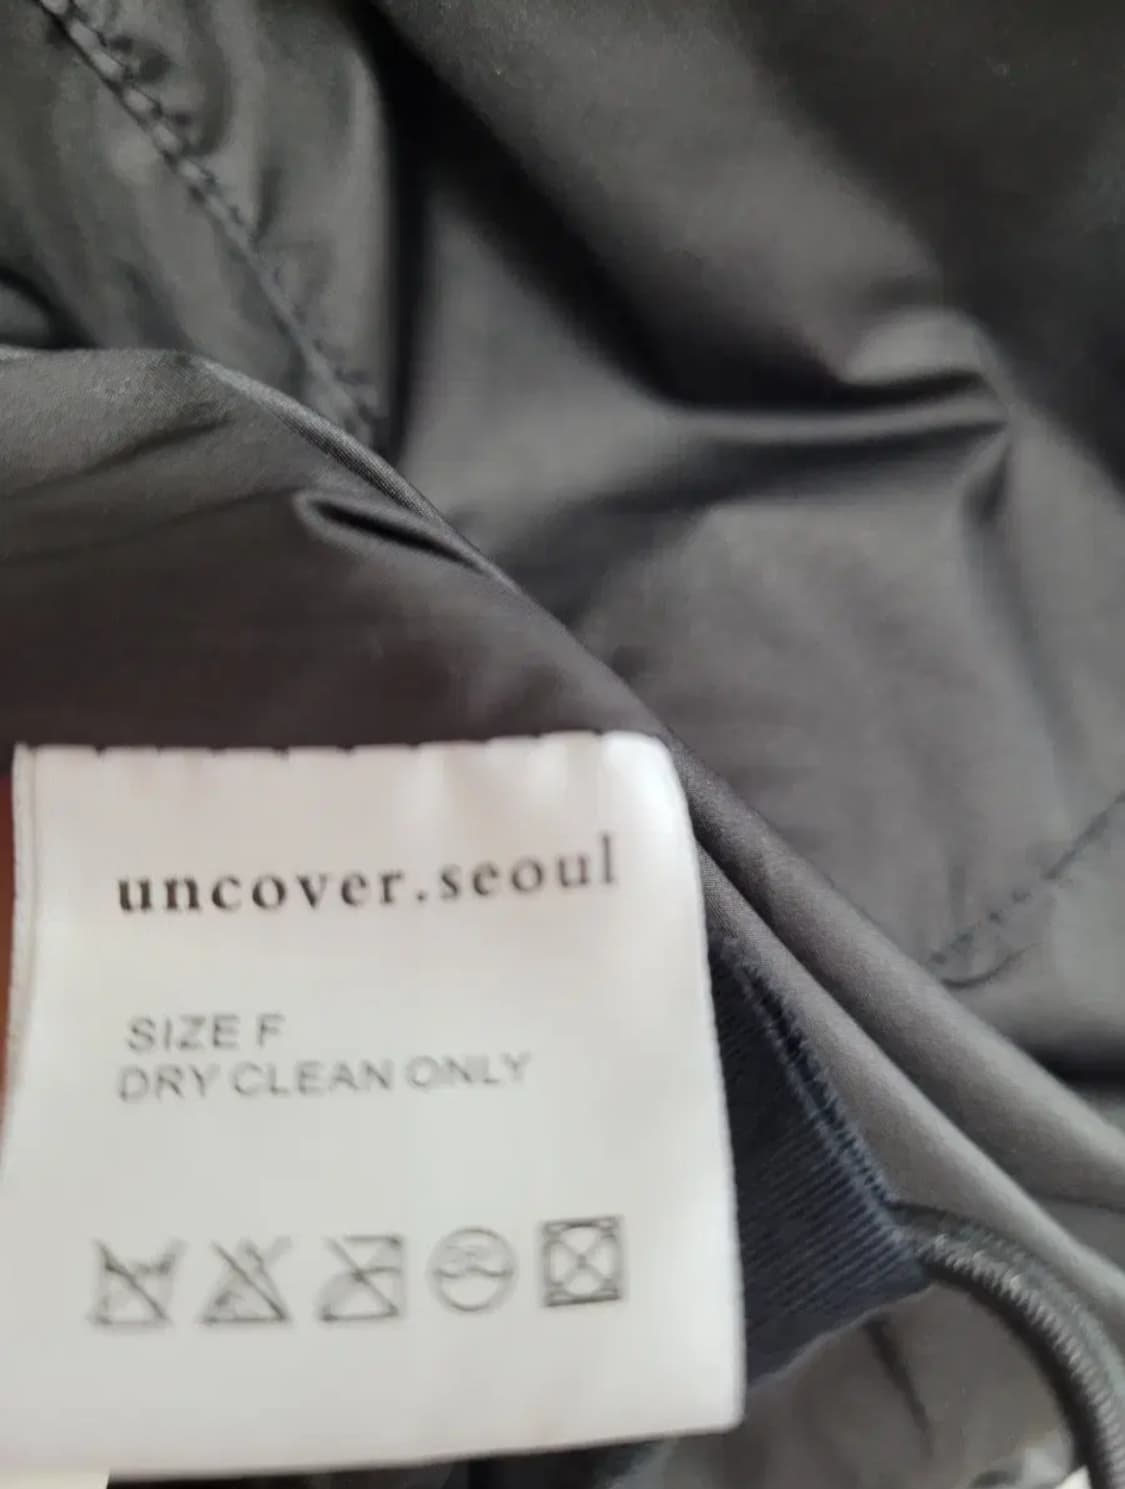 uncover.seoul
SIZE F
DRY CLEAN ONLY